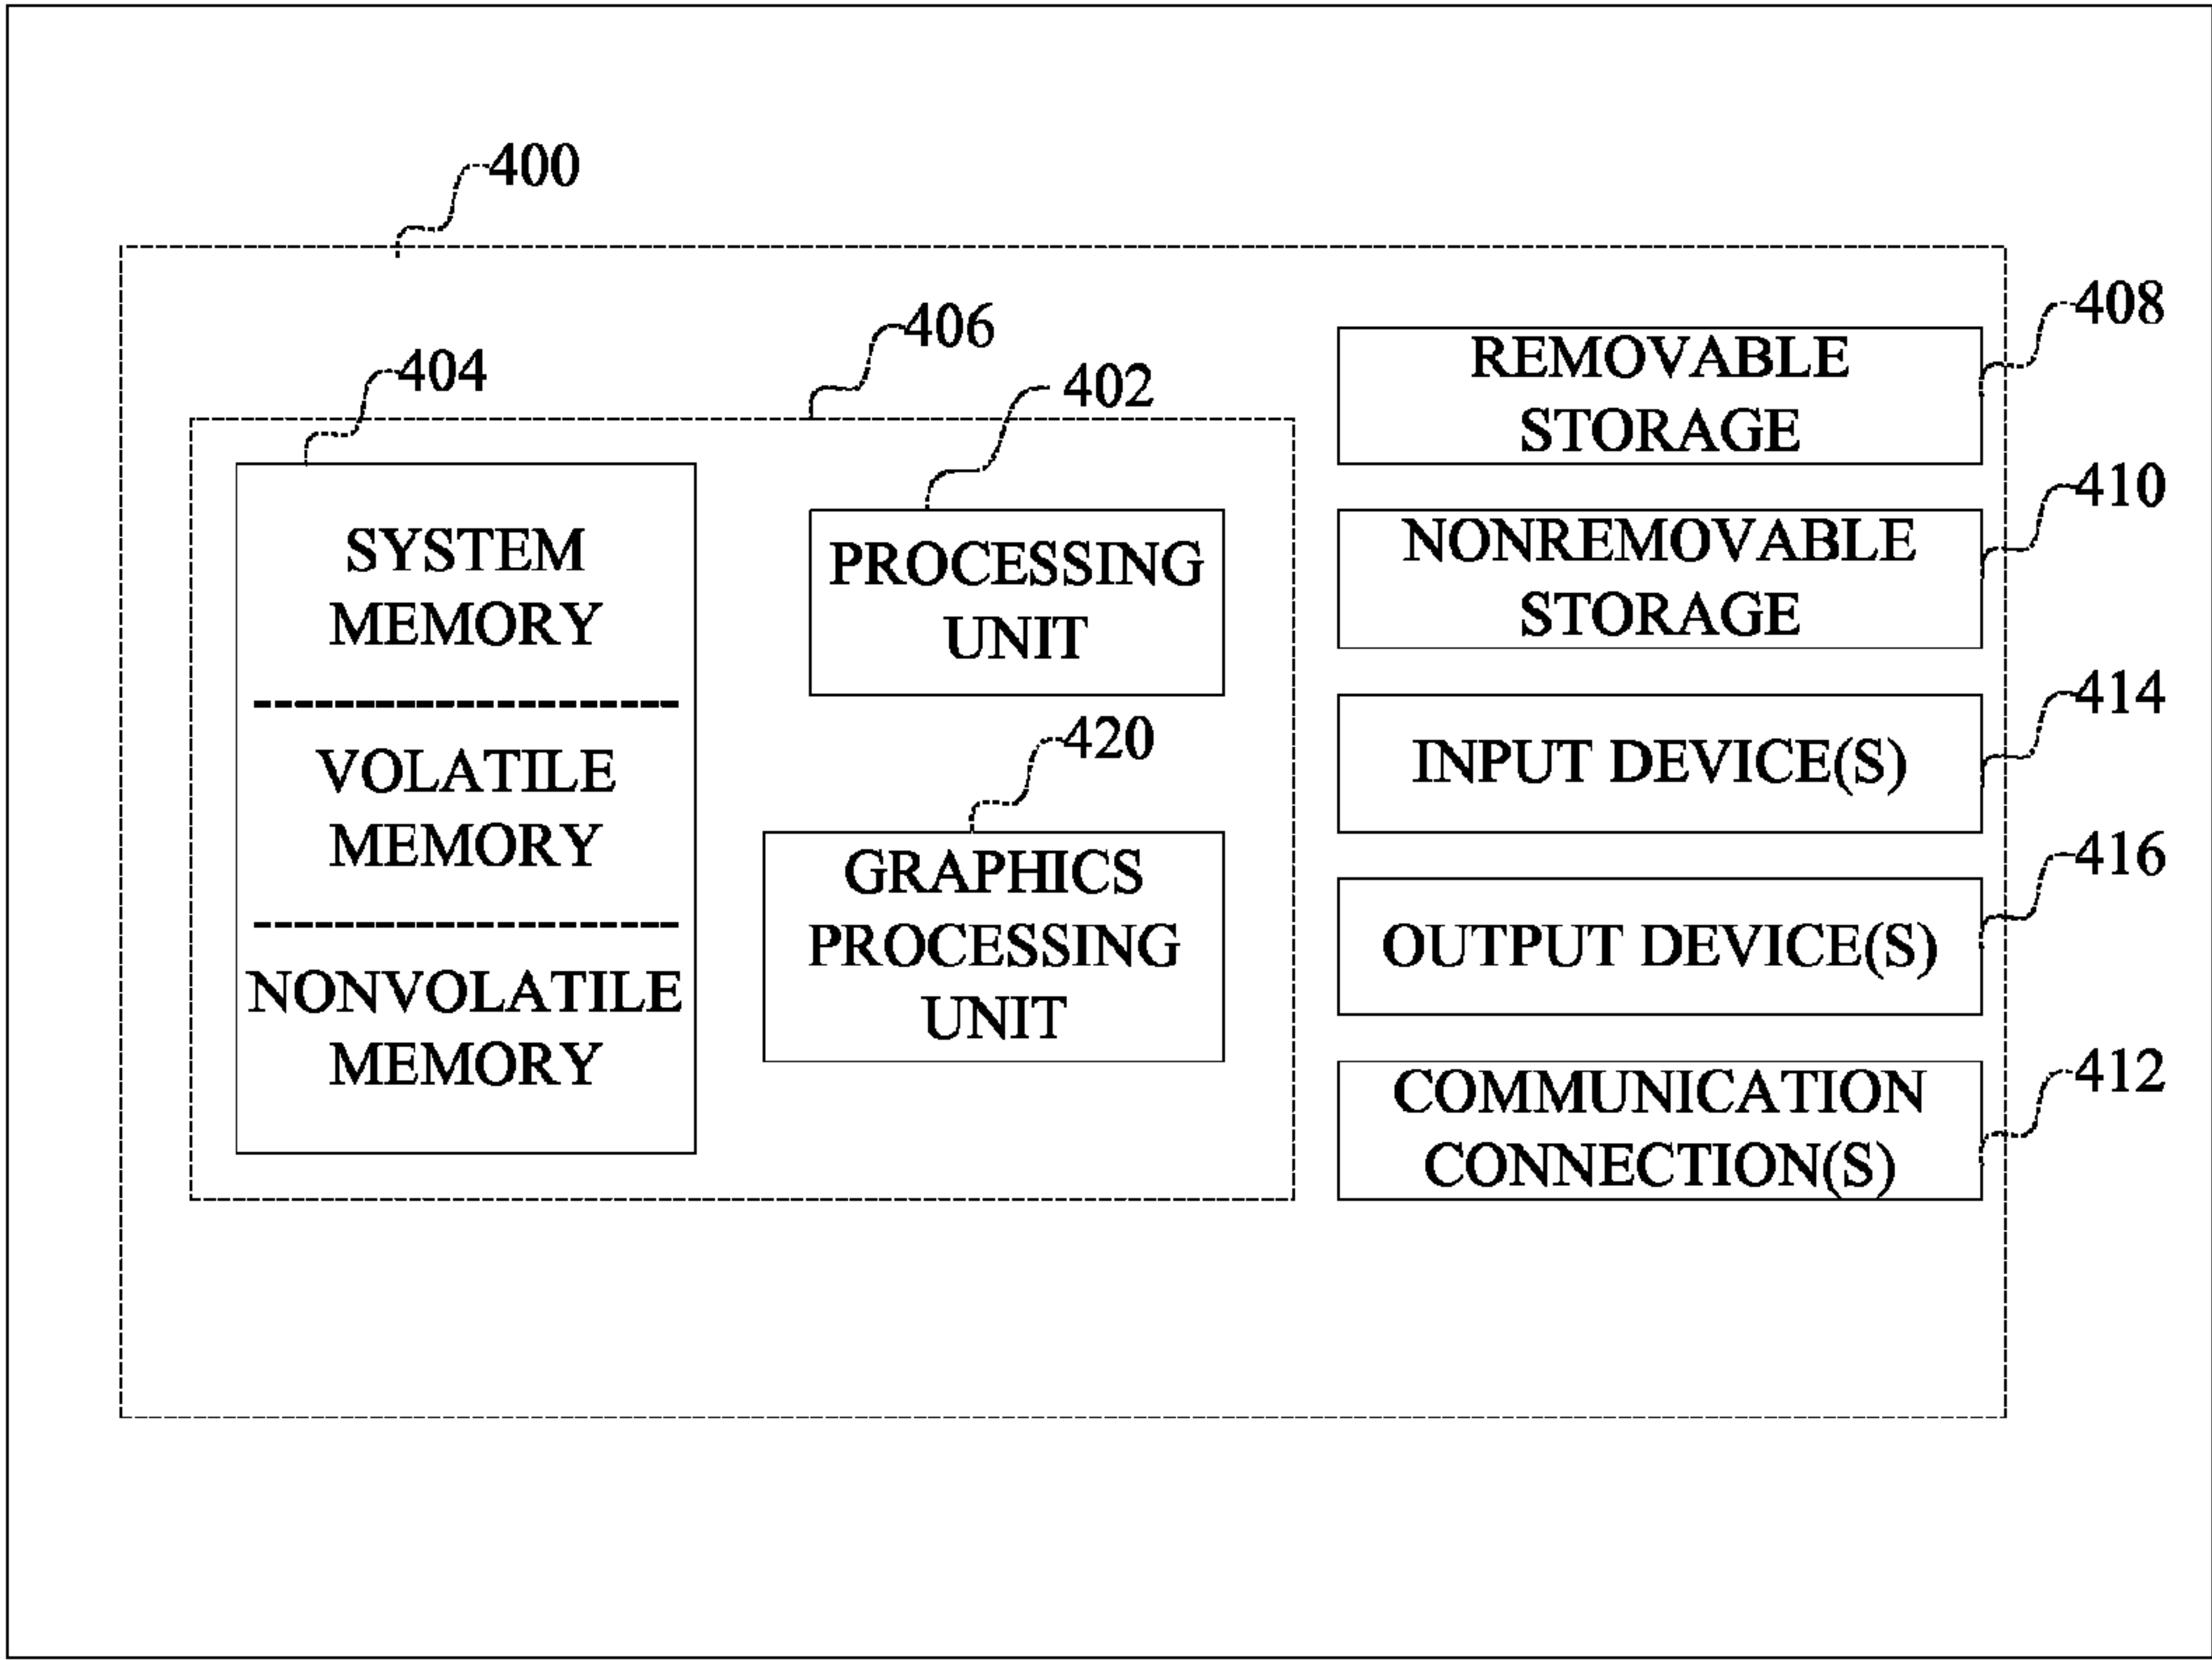 400
406
408
404
402
REMOVABLE
STORAGE
410
SYSTEM
MEMORY
PROCESSING
UNIT
NONREMOVABLE
STORAGE
414
420
VOLATILE
MEMORY
INPUT DEVICE(S)
416
GRAPHICS
PROCESSING
UNIT
OUTPUT DEVICE(S)
NONVOLATILE
MEMORY
412
COMMUNICATION
CONNECTION(S)